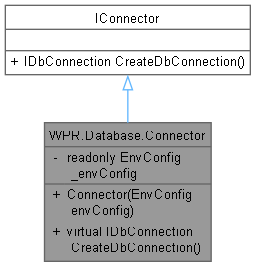 IConnector
+ IDbConnection CreateDbConnection()
WPR.Database.Connector
- readonly EnvConfig
_envConfig
+ Connector(EnvConfig
envConfig)
+ virtual IDbConnection
CreateDbConnection()